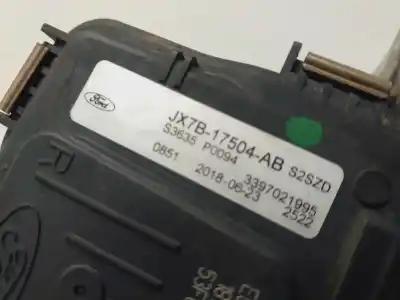 Ford
JX7B-17504-AB S2SZD
S3635 P0094
0851 2018-06-23 3397021995
2522